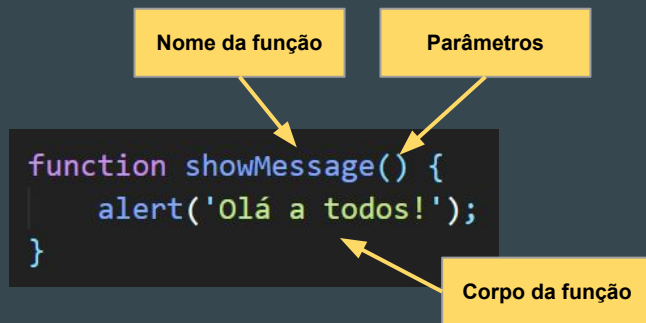 Nome da função
Parâmetros
function showMessage() {
    alert('Olá a todos!');
}
Corpo da função